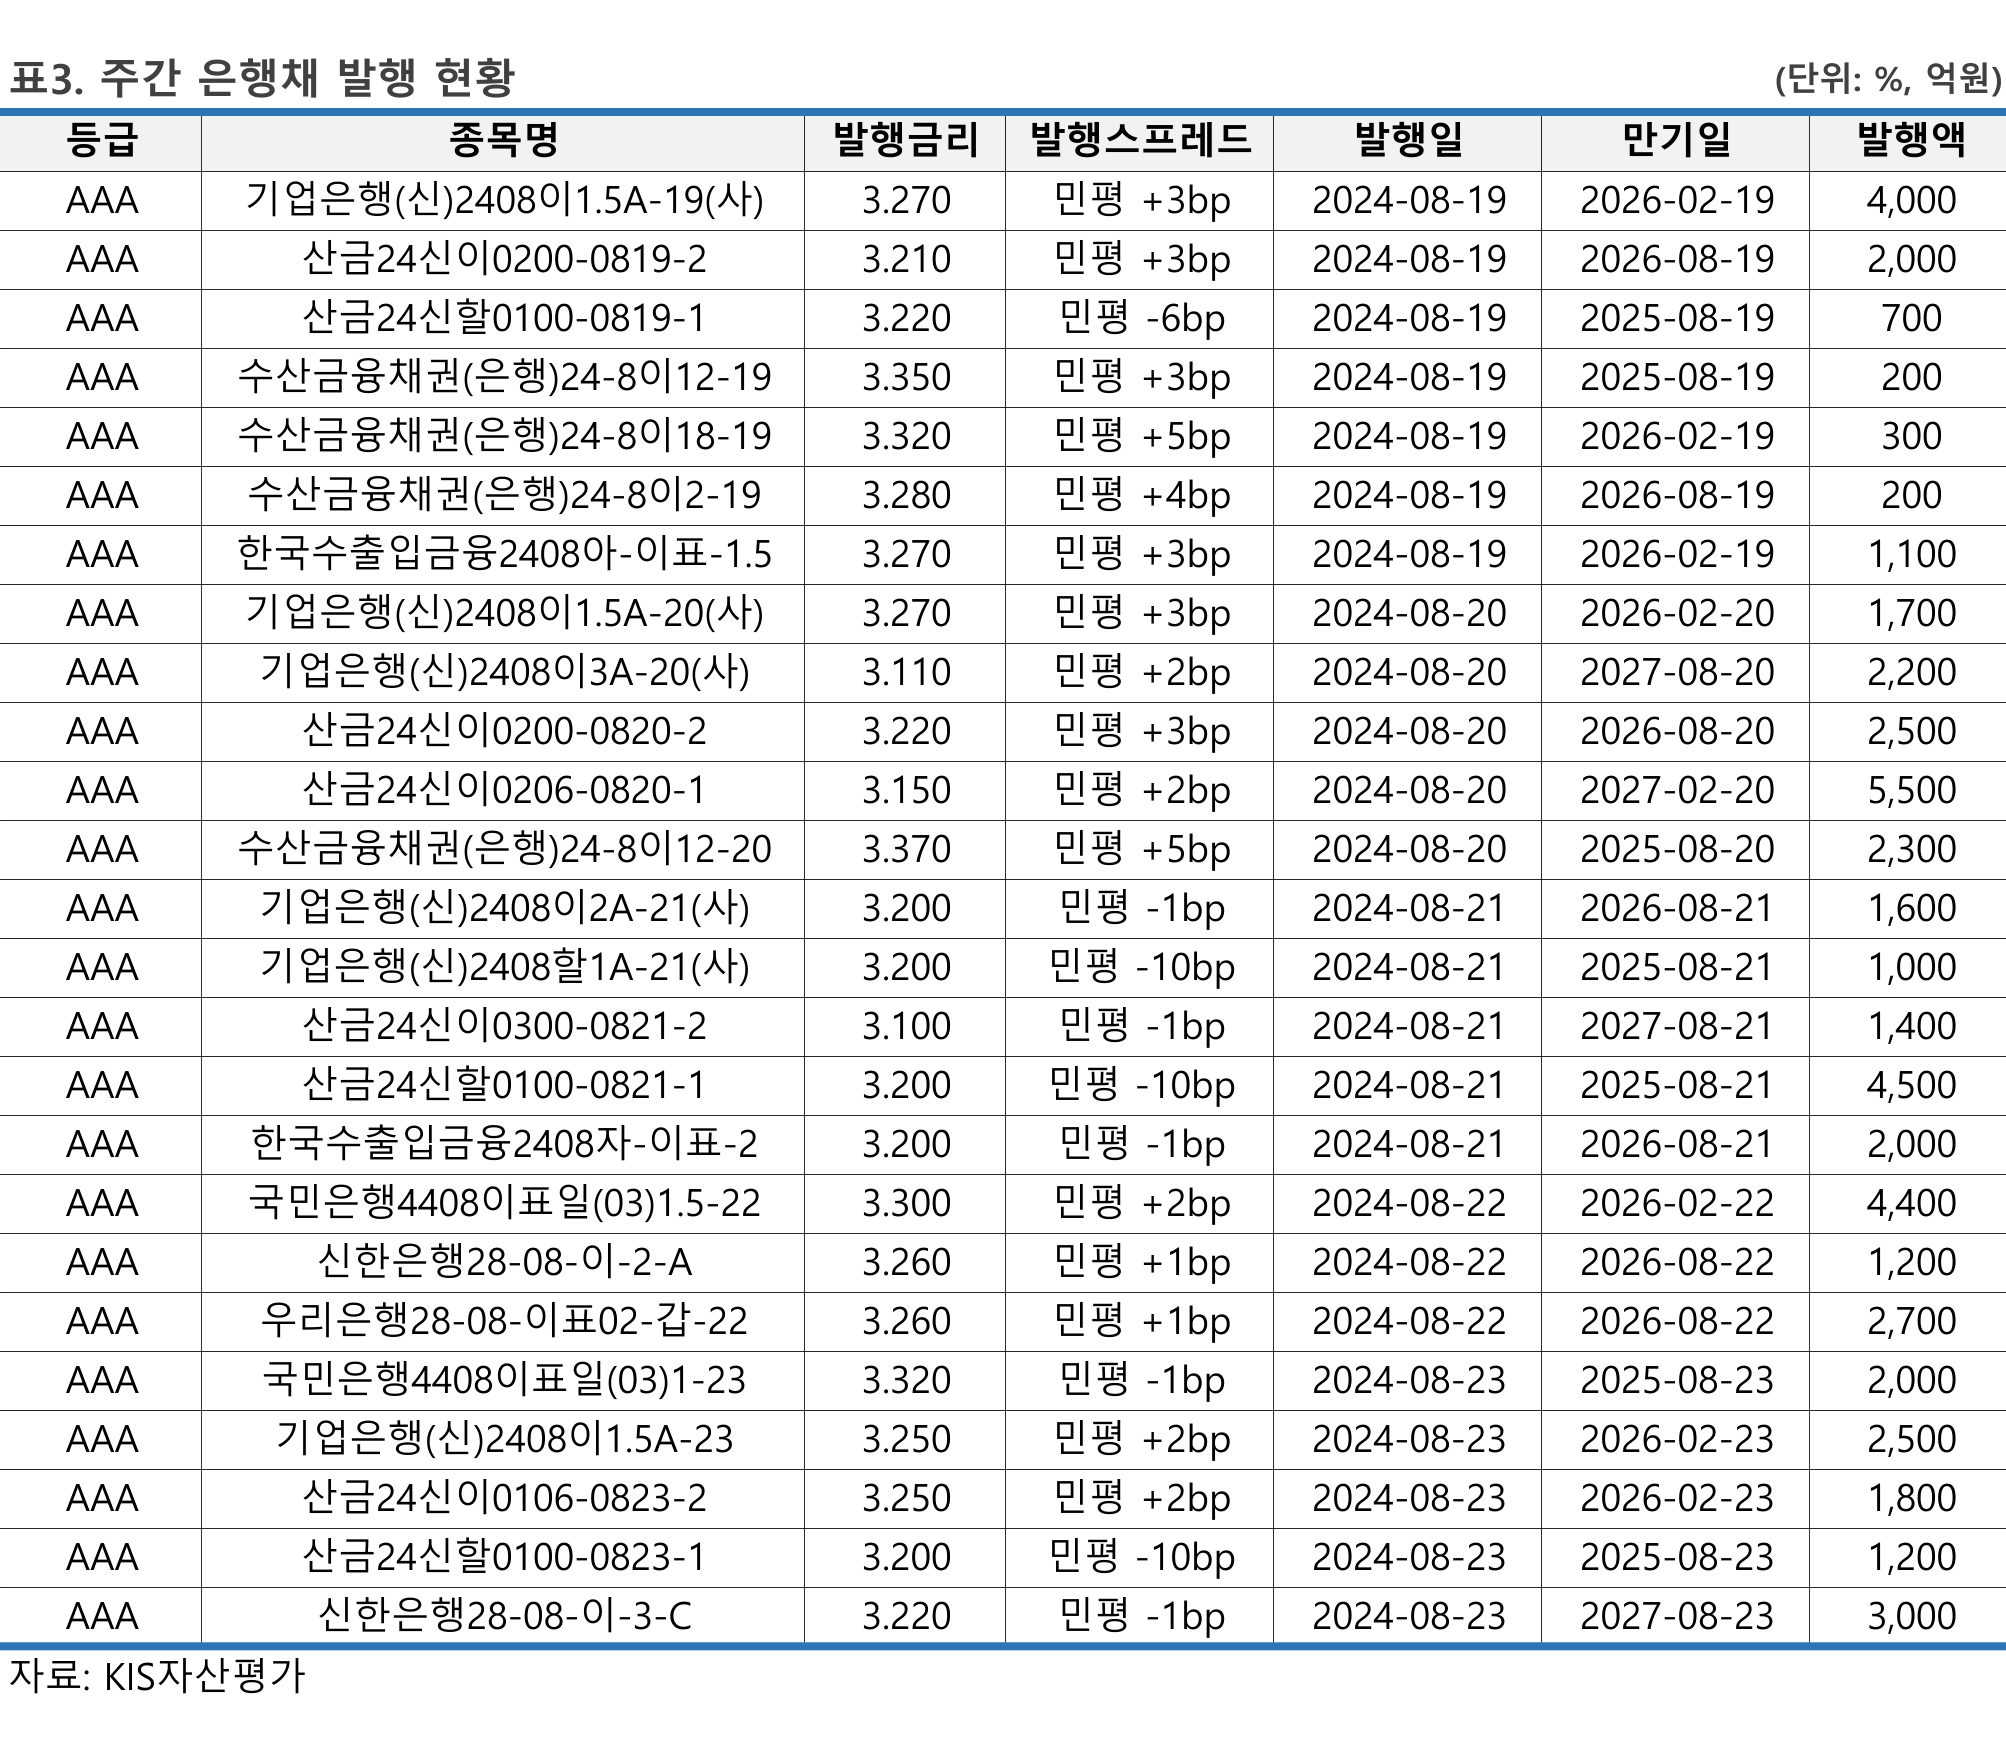 표3. 주간 은행채 발행 현황 (단위: %, 억원)
등급 종목명 발행금리 발행스프레드 발행일 만기일 발행액
AAA 기업은행(신)2408이1.5A-19(사) 3.270 민평 +3bp 2024-08-19 2026-02-19 4,000
AAA 산금24신이0200-0819-2 3.210 민평 +3bp 2024-08-19 2026-08-19 2,000
AAA 산금24신할0100-0819-1 3.220 민평 -6bp 2024-08-19 2025-08-19 700
AAA 수산금융채권(은행)24-8이12-19 3.350 민평 +3bp 2024-08-19 2025-08-19 200
AAA 수산금융채권(은행)24-8이18-19 3.320 민평 +5bp 2024-08-19 2026-02-19 300
AAA 수산금융채권(은행)24-8이2-19 3.280 민평 +4bp 2024-08-19 2026-08-19 200
AAA 한국수출입금융2408아-이표-1.5 3.270 민평 +3bp 2024-08-19 2026-02-19 1,100
AAA 기업은행(신)2408이1.5A-20(사) 3.270 민평 +3bp 2024-08-20 2026-02-20 1,700
AAA 기업은행(신)2408이3A-20(사) 3.110 민평 +2bp 2024-08-20 2027-08-20 2,200
AAA 산금24신이0200-0820-2 3.220 민평 +3bp 2024-08-20 2026-08-20 2,500
AAA 산금24신이0206-0820-1 3.150 민평 +2bp 2024-08-20 2027-02-20 5,500
AAA 수산금융채권(은행)24-8이12-20 3.370 민평 +5bp 2024-08-20 2025-08-20 2,300
AAA 기업은행(신)2408이2A-21(사) 3.200 민평 -1bp 2024-08-21 2026-08-21 1,600
AAA 기업은행(신)2408할1A-21(사) 3.200 민평 -10bp 2024-08-21 2025-08-21 1,000
AAA 산금24신이0300-0821-2 3.100 민평 -1bp 2024-08-21 2027-08-21 1,400
AAA 산금24신할0100-0821-1 3.200 민평 -10bp 2024-08-21 2025-08-21 4,500
AAA 한국수출입금융2408자-이표-2 3.200 민평 -1bp 2024-08-21 2026-08-21 2,000
AAA 국민은행4408이표일(03)1.5-22 3.300 민평 +2bp 2024-08-22 2026-02-22 4,400
AAA 신한은행28-08-이-2-A 3.260 민평 +1bp 2024-08-22 2026-08-22 1,200
AAA 우리은행28-08-이표02-갑-22 3.260 민평 +1bp 2024-08-22 2026-08-22 2,700
AAA 국민은행4408이표일(03)1-23 3.320 민평 -1bp 2024-08-23 2025-08-23 2,000
AAA 기업은행(신)2408이1.5A-23 3.250 민평 +2bp 2024-08-23 2026-02-23 2,500
AAA 산금24신이0106-0823-2 3.250 민평 +2bp 2024-08-23 2026-02-23 1,800
AAA 산금24신할0100-0823-1 3.200 민평 -10bp 2024-08-23 2025-08-23 1,200
AAA 신한은행28-08-이-3-C 3.220 민평 -1bp 2024-08-23 2027-08-23 3,000
자료: KIS자산평가